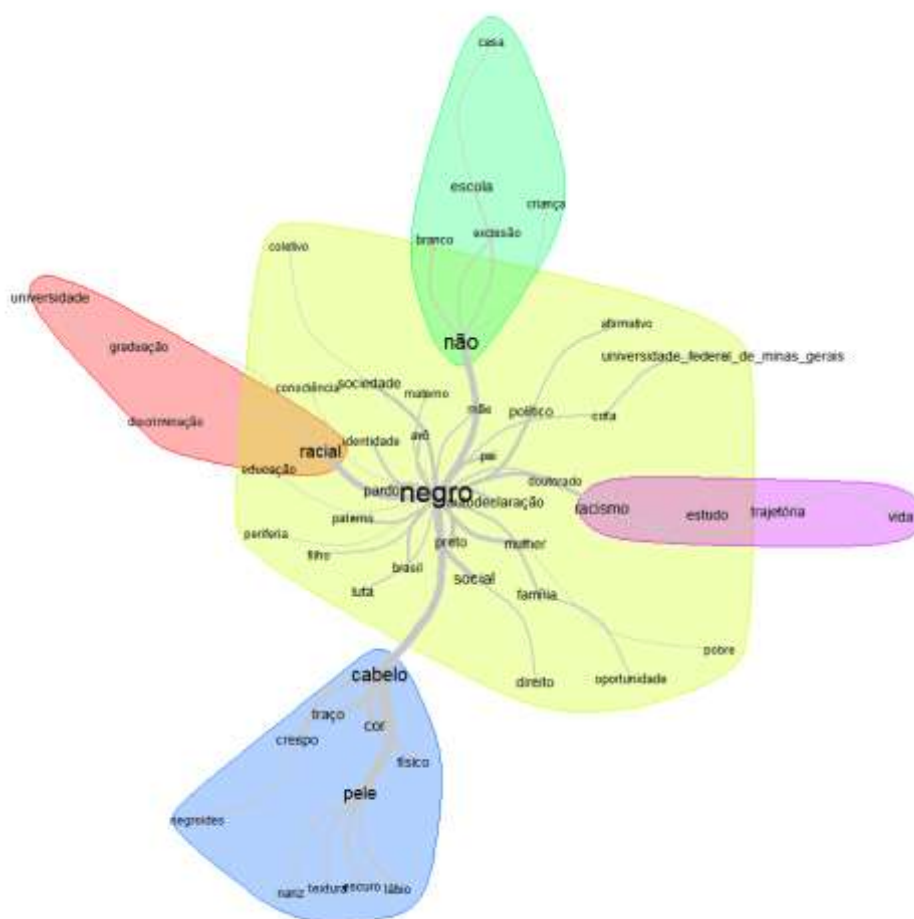 casa
escola
criança
branco
exclusão
coletivo
universidade
não
afirmativo
graduação
universidade_federal_de_minas_gerais
consciência
sociedade
materno
mãe
político
cota
discriminação
avô
racial
identidade
pai
educação
doutorado
pardo
negro
autodeclaração
racismo
estudo
trajetória
vida
paterno
periferia
preto
mulher
filho
brasil
social
luta
família
pobre
cabelo
direito
oportunidade
traço
cor
crespo
físico
pele
negroides
nariz
textura
escuro
lábio